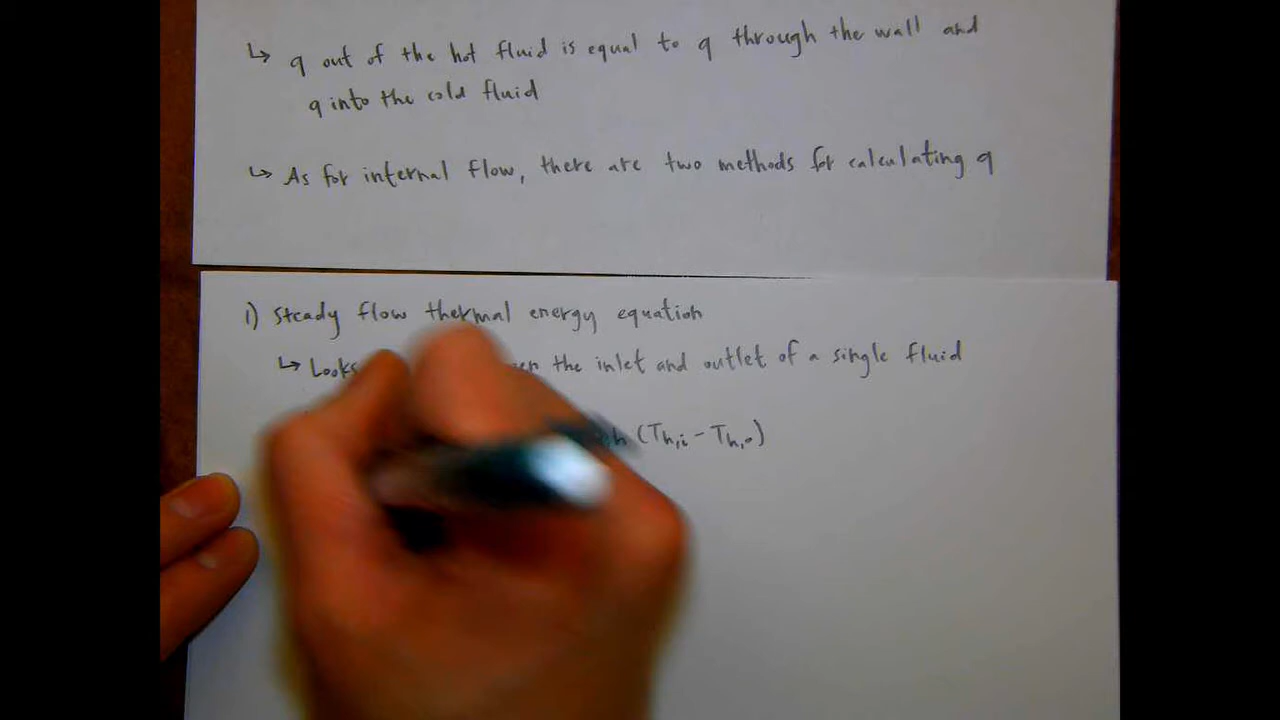 ↳ q out of the hot fluid is equal to q through the wall and
q into the cold fluid
↳ As for internal flow, there are two methods for calculating q
1) Steady flow thermal energy equation
↳ Looks the inlet and outlet of a single fluid
(Th,i - Th,o)